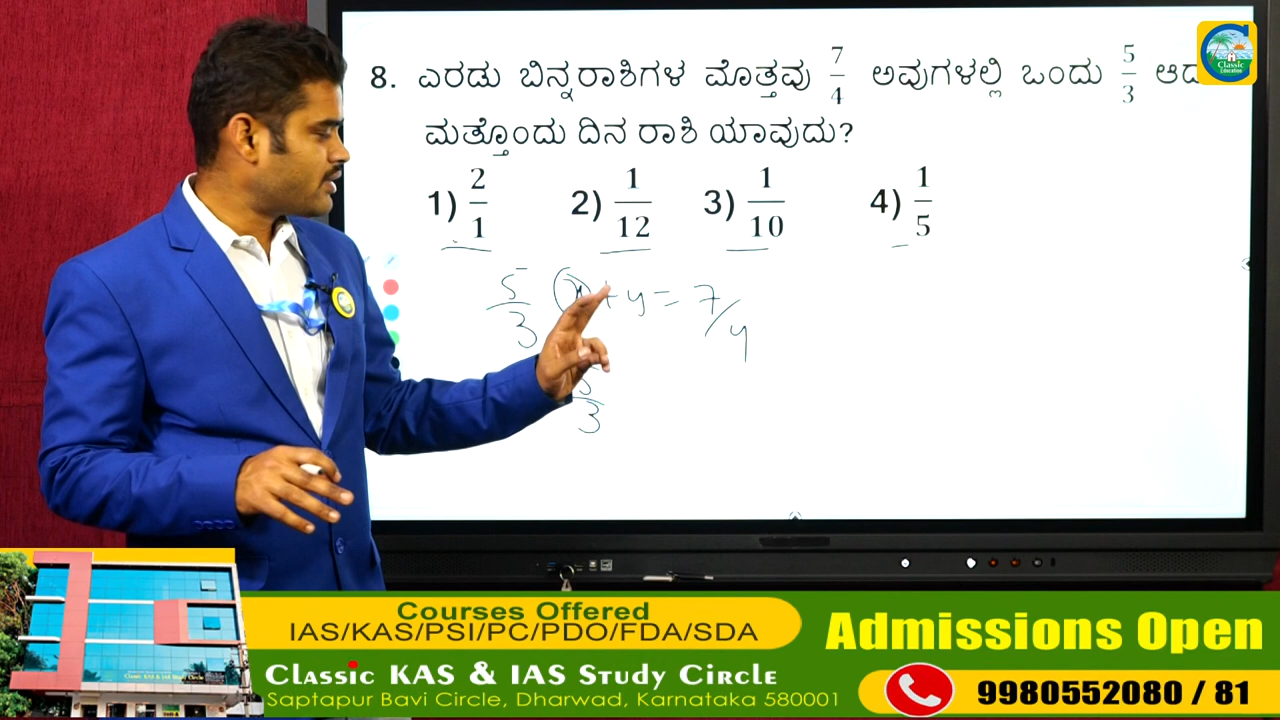 8. ಎರಡು ಬಿನ್ನರಾಶಿಗಳ ಮೊತ್ತವು 7/4 ಅವುಗಳಲ್ಲಿ ಒಂದು 5/3
ಮತ್ತೊಂದು ದಿನ ರಾಶಿ ಯಾವುದು?
1) 2/1 2) 1/12 3) 1/10 4) 1/5
5/3 + y = 7/4
3
Classic
Education
Courses Offered
IAS/KAS/PSI/PC/PDO/FDA/SDA
Classic KAS & IAS Study Circle
Saptapur Bavi Circle, Dharwad, Karnataka 580001
Admissions Open
9980552080 / 81